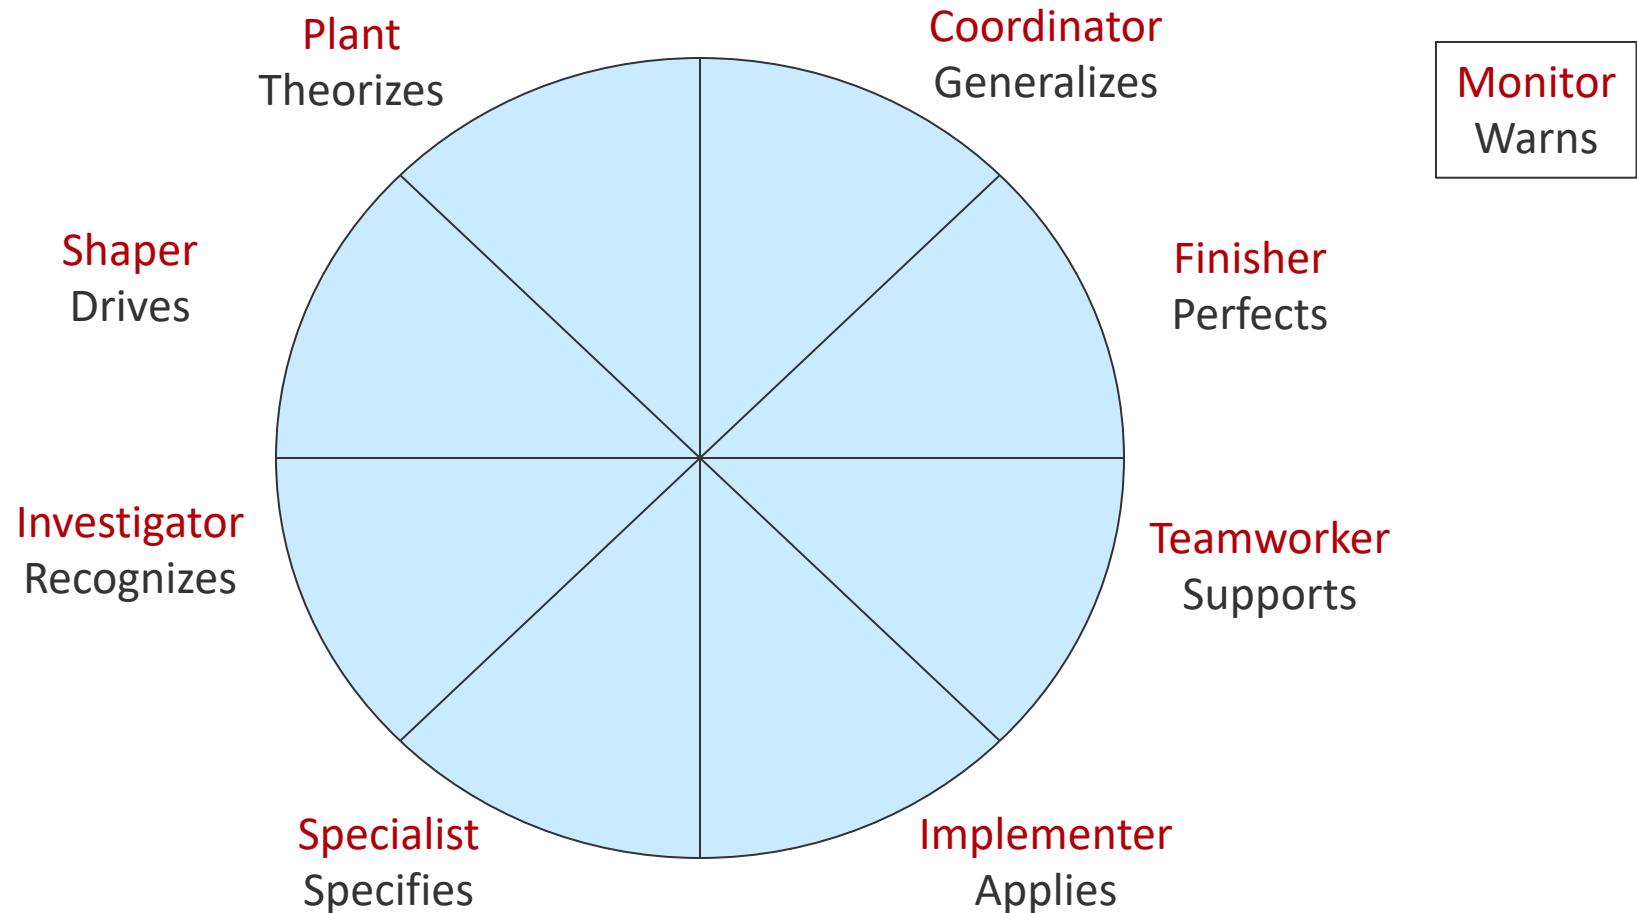 Plant
Theorizes
Coordinator
Generalizes
Monitor
Warns
Shaper
Drives
Finisher
Perfects
Investigator
Recognizes
Teamworker
Supports
Specialist
Specifies
Implementer
Applies